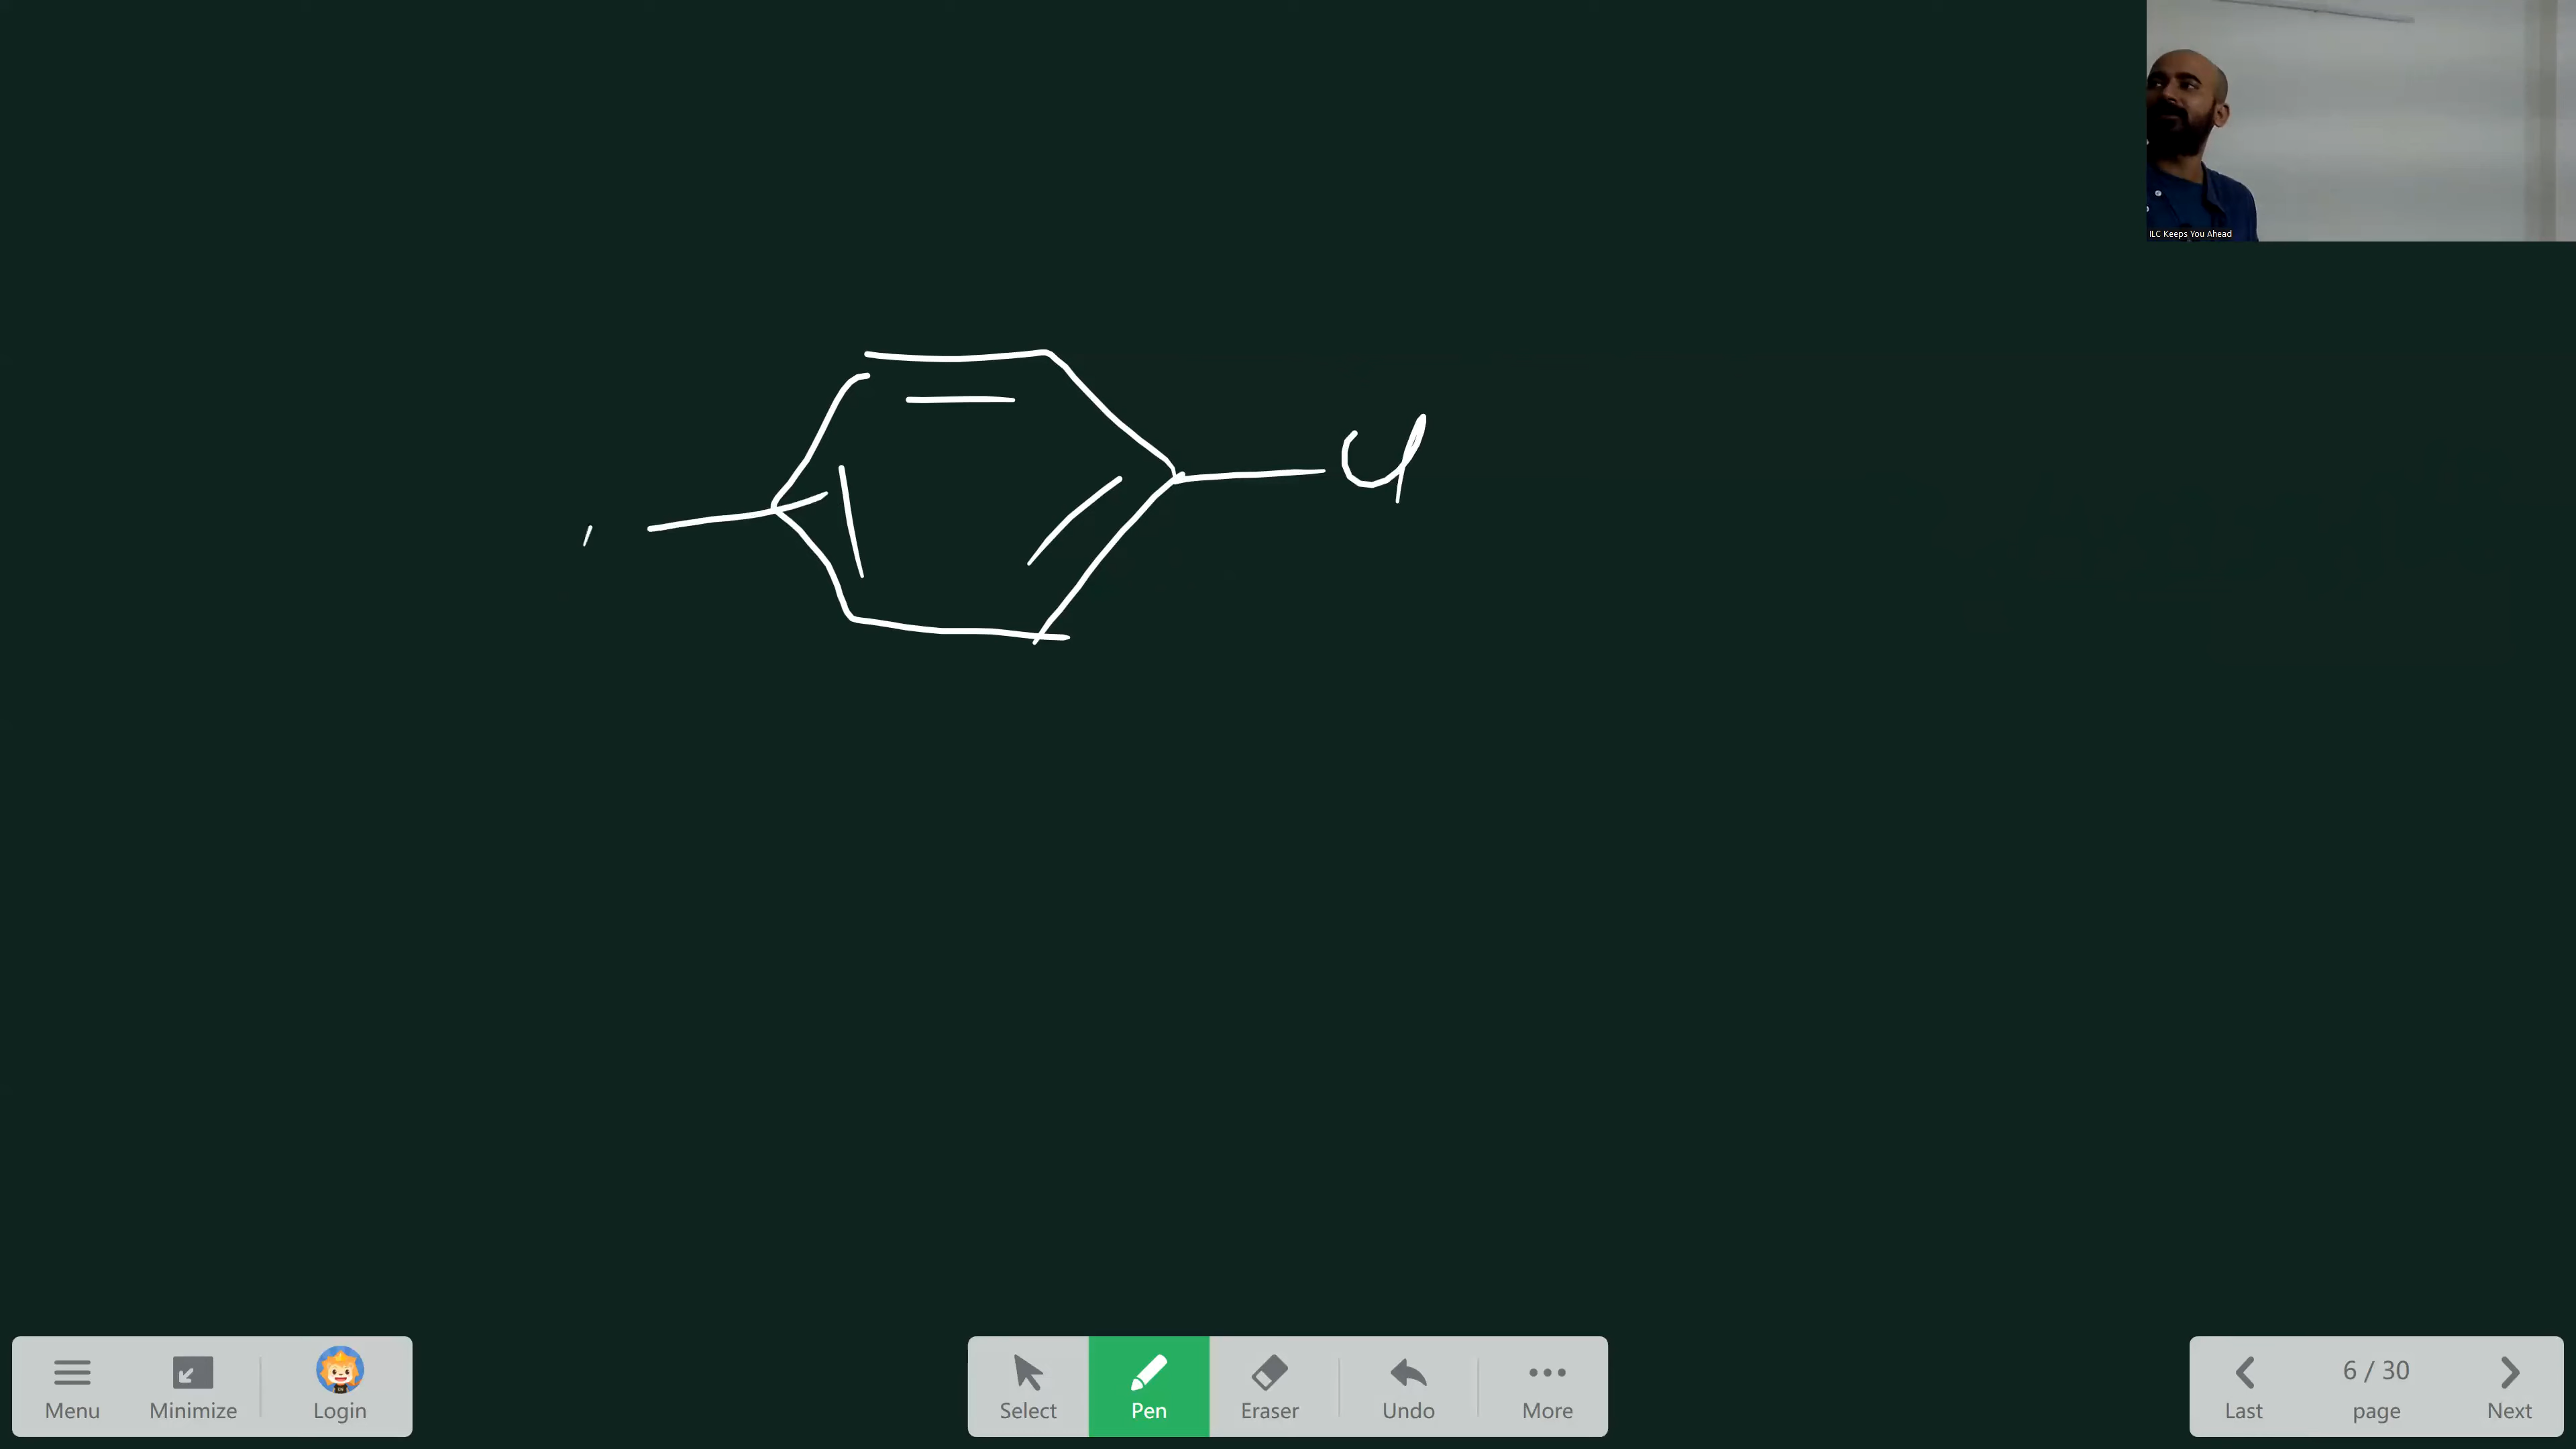 ILC Keeps You Ahead
Cl
Menu
Minimize
Login
Select
Pen
Eraser
Undo
More
Last
6 / 30
page
Next